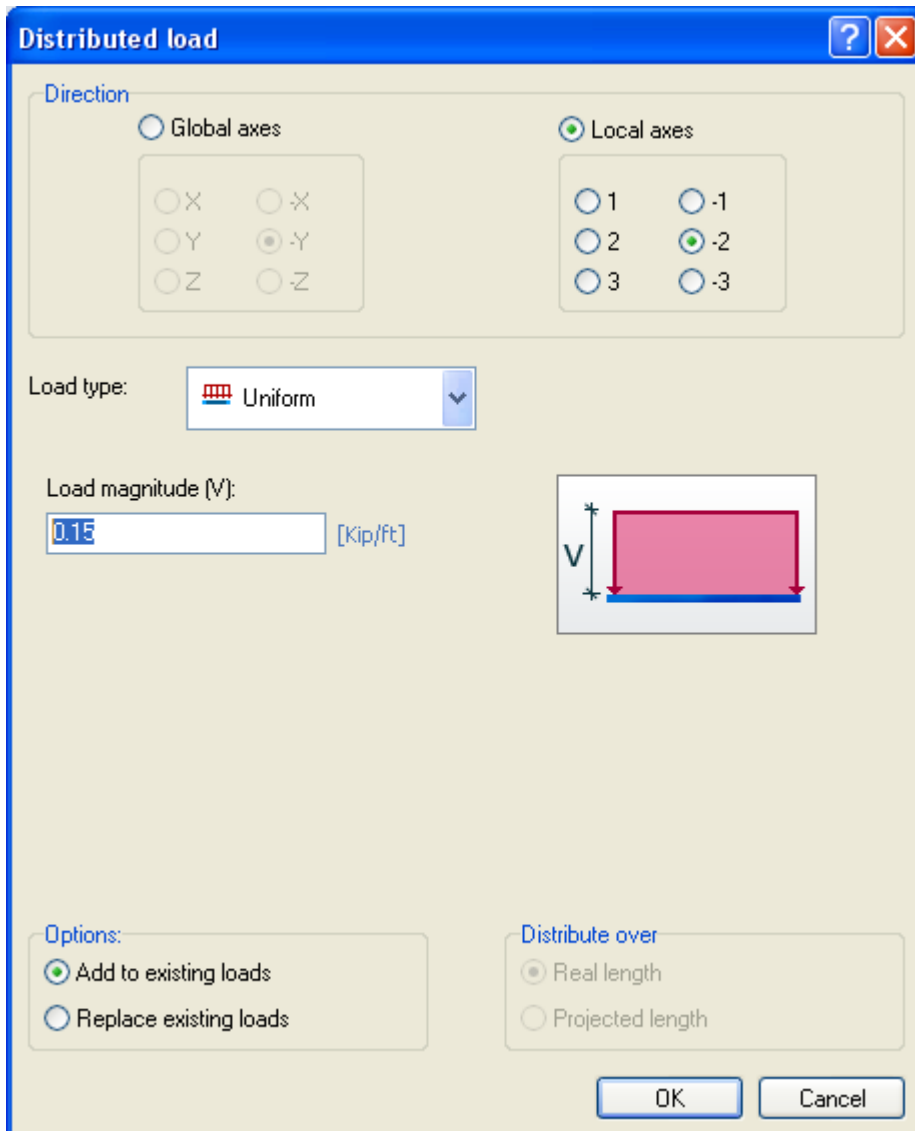 Distributed load
Direction
Global axes
Local axes
X -X
Y -Y
Z -Z
1 -1
2 -2
3 -3
Load type:
Uniform
Load magnitude (V):
0.15
[Kip/ft]
V
Options:
Add to existing loads
Replace existing loads
Distribute over
Real length
Projected length
OK
Cancel